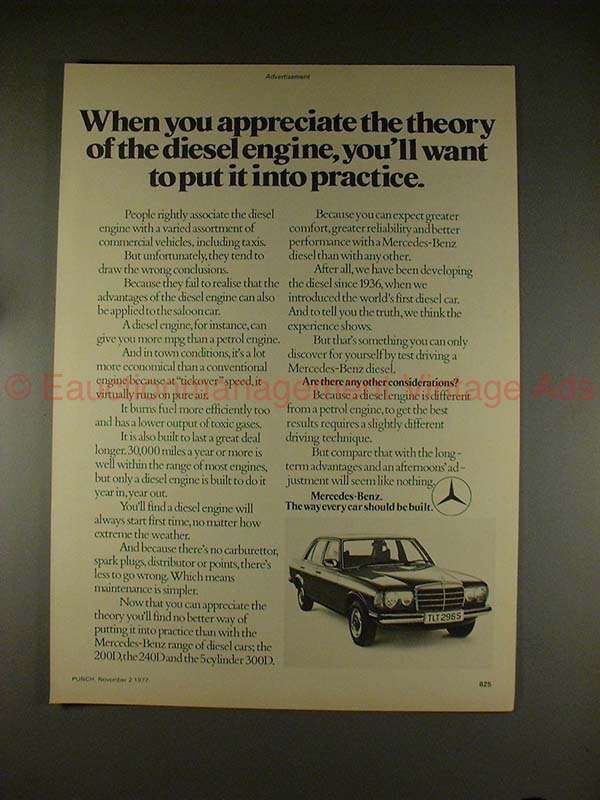 Advertisement
When you appreciate the theory
of the diesel engine, you'll want
to put it into practice.
People rightly associate the diesel
engine with a varied assortment of
commercial vehicles, including taxis.
But unfortunately, they tend to
draw the wrong conclusions.
Because they fail to realise that the
advantages of the diesel engine can also
be applied to the saloon car.
A diesel engine, for instance, can
give you more mpg than a petrol engine.
And in town conditions, it's a lot
more economical than a conventional
engine because at "tickover" speed, it
virtually runs on pure air.
It burns fuel more efficiently too
and has a lower output of toxic gases.
It is also built to last a great deal
longer. 30,000 miles a year or more is
well within the range of most engines,
but only a diesel engine is built to do it
year in, year out.
You'll find a diesel engine will
always start first time, no matter how
extreme the weather.
And because there's no carburettor,
spark plugs, distributor or points, there's
less to go wrong. Which means
maintenance is simpler.
Now that you can appreciate the
theory you'll find no better way of
putting it into practice than with the
Mercedes-Benz range of diesel cars; the
200D, the 240D and the 5 cylinder 300D.
Because you can expect greater
comfort, greater reliability and better
performance with a Mercedes-Benz
diesel than with any other.
After all, we have been developing
the diesel since 1936, when we
introduced the world's first diesel car.
And to tell you the truth, we think the
experience shows.
But that's something you can only
discover for yourself by test driving a
Mercedes-Benz diesel.
Are there any other considerations?
Because a diesel engine is different
from a petrol engine, to get the best
results requires a slightly different
driving technique.
But compare that with the long-
term advantages and an afternoons' ad-
justment will seem like nothing.
Mercedes-Benz.
The way every car should be built.
TLT 296S
PUNCH, November 2 1977
825
© Eauctionmanagement Vintage Ads